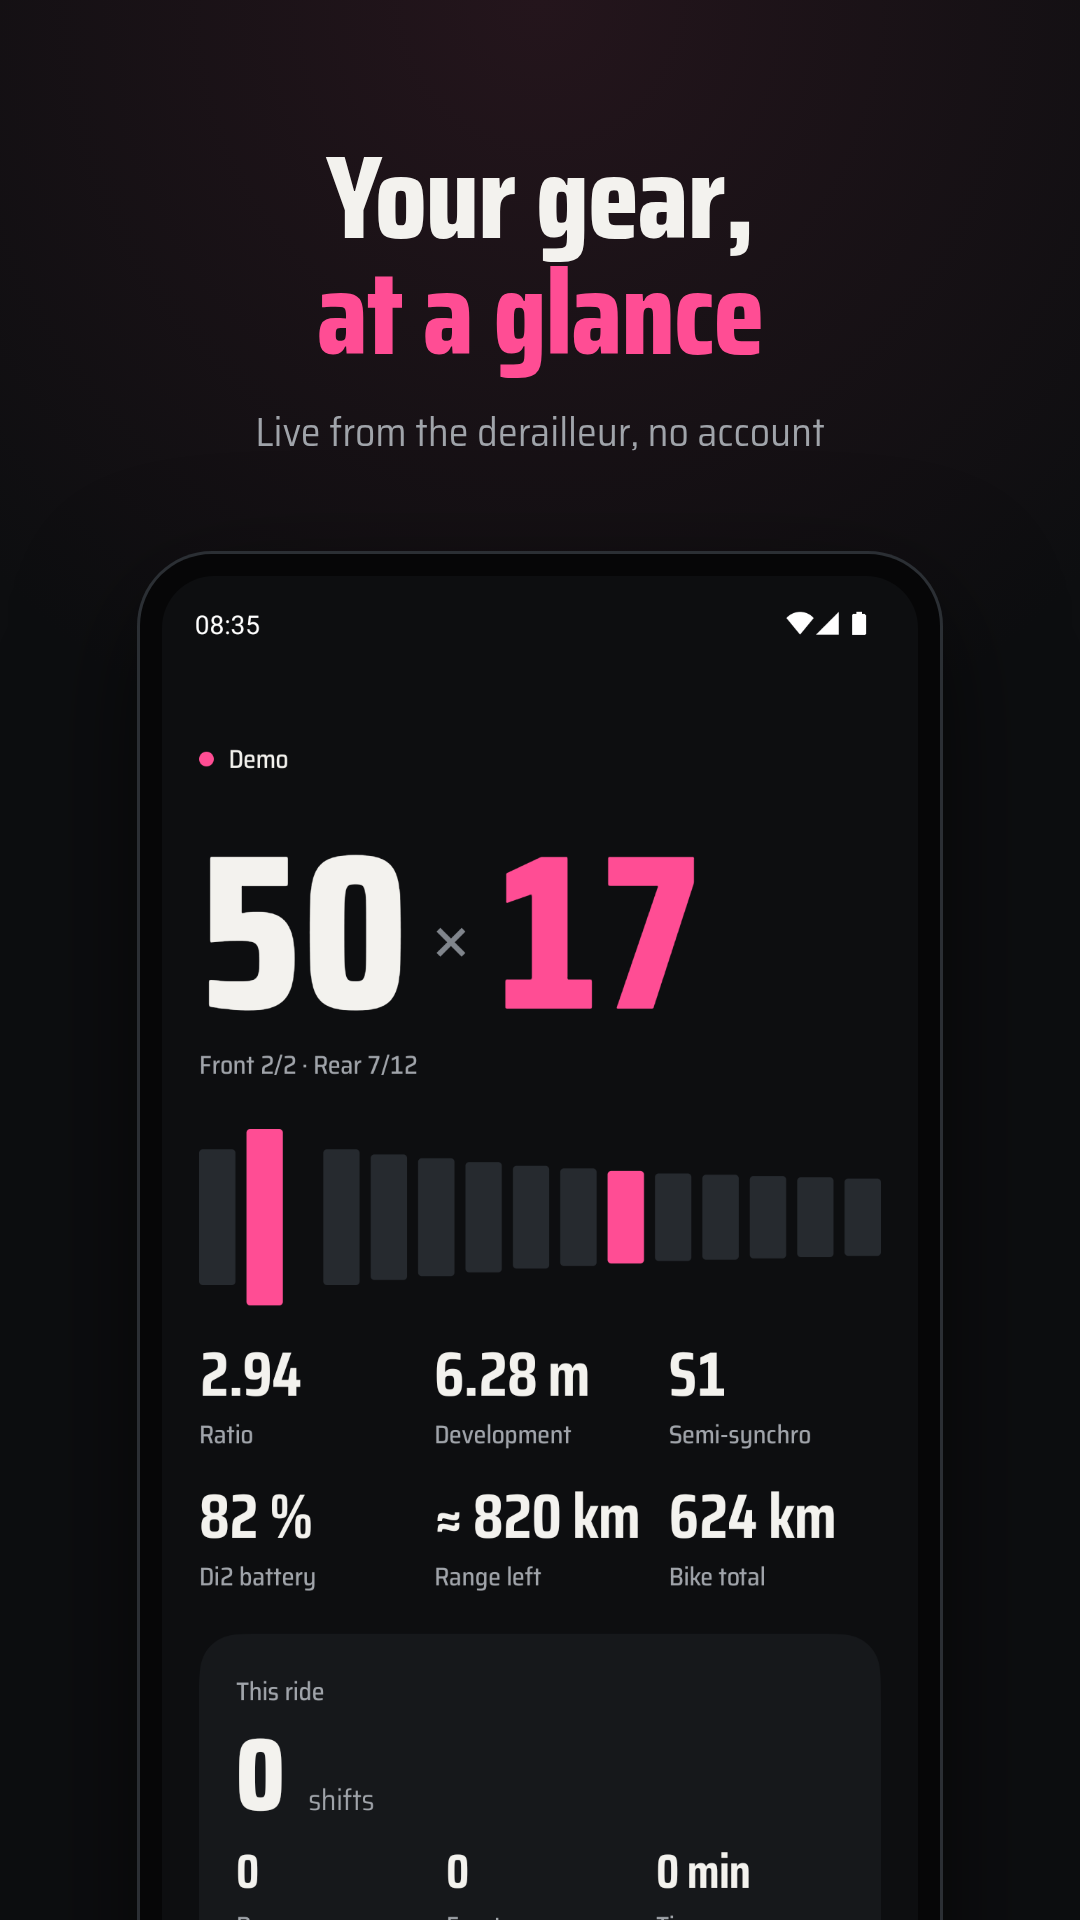 Your gear,
at a glance
Live from the derailleur, no account
08:35
Demo
50 × 17
Front 2/2 · Rear 7/12
2.94 6.28 m S1
Ratio Development Semi-synchro
82 % ≈ 820 km 624 km
Di2 battery Range left Bike total
This ride
0 shifts
0 0 0 min